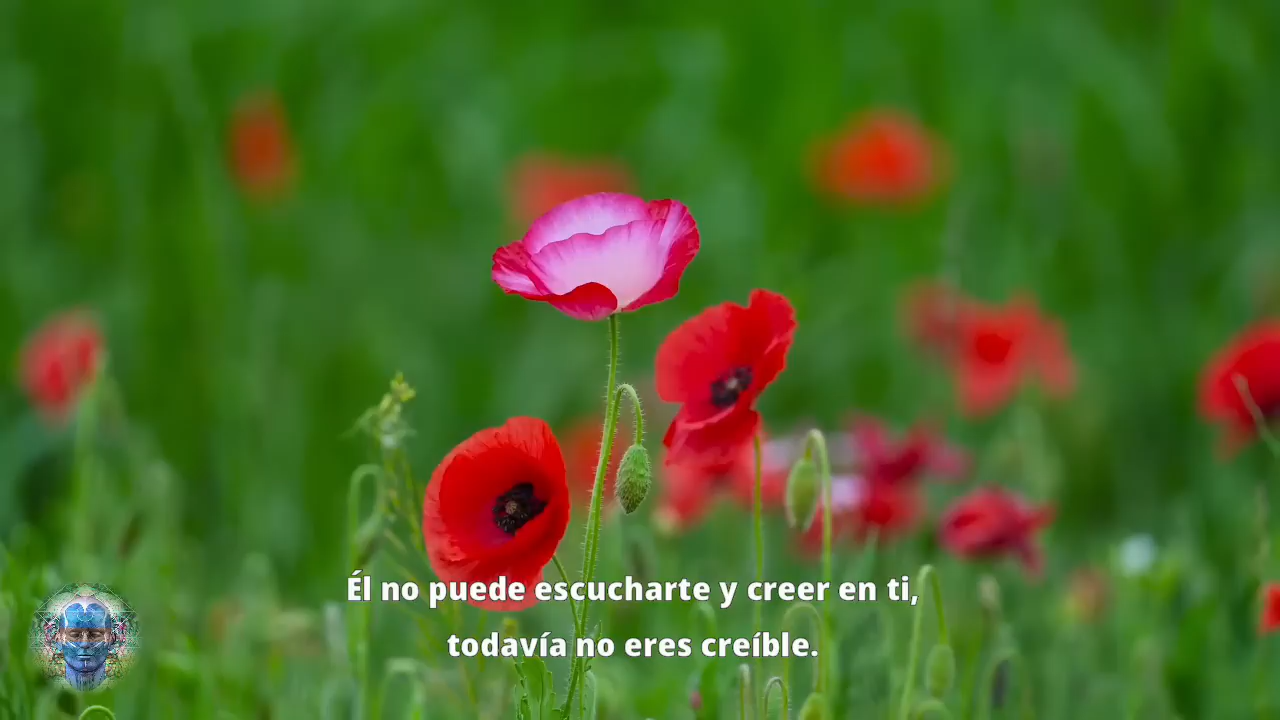 Él no puede escucharte y creer en ti,
todavía no eres creíble.